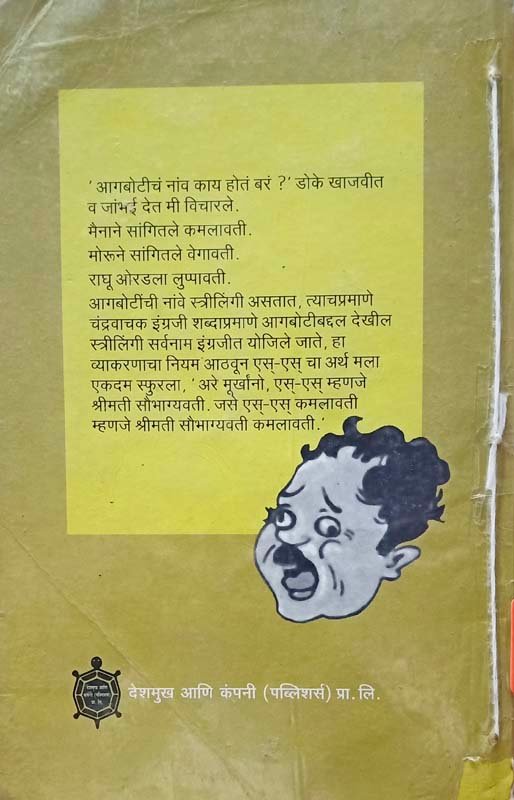 'आगबोटीचं नांव काय होतं बरं ?' डोके खाजवीत
व जांभई देत मी विचारले.
मैनाने सांगितले कमलावती.
मोरूने सांगितले वेगावती.
राघू ओरडला लुप्पावती.
आगबोटींची नांवे स्त्रीलिंगी असतात, त्याचप्रमाणे
चंद्रवाचक इंग्रजी शब्दाप्रमाणे आगबोटीबद्दल देखील
स्त्रीलिंगी सर्वनाम इंग्रजीत योजिले जाते, हा
व्याकरणाचा नियम आठवून एस्-एस् चा अर्थ मला
एकदम स्फुरला, 'अरे मूर्खांनो, एस्-एस् म्हणजे
श्रीमती सौभाग्यवती. जसे एस्-एस् कमलावती
म्हणजे श्रीमती सौभाग्यवती कमलावती.'
देशमुख आणि कंपनी (पब्लिशर्स) प्रा. लि.